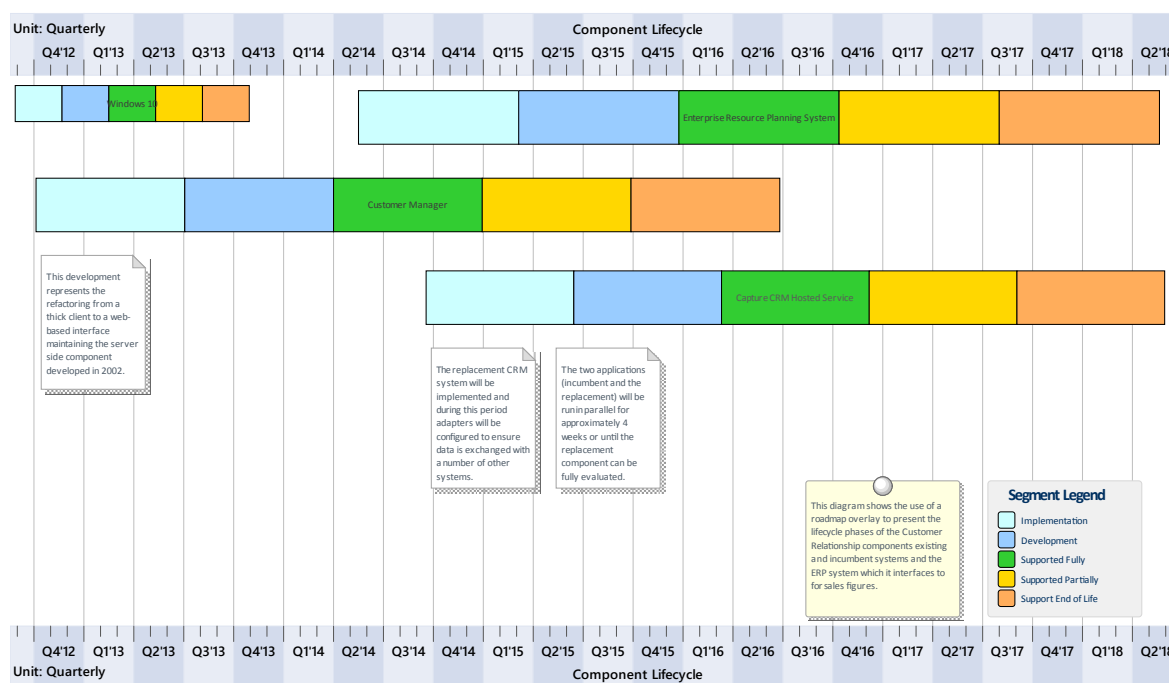 Unit: Quarterly Component Lifecycle
Q4'12 Q1'13 Q2'13 Q3'13 Q4'13 Q1'14 Q2'14 Q3'14 Q4'14 Q1'15 Q2'15 Q3'15 Q4'15 Q1'16 Q2'16 Q3'16 Q4'16 Q1'17 Q2'17 Q3'17 Q4'17 Q1'18 Q2'18
Windows 10
Enterprise Resource Planning System
Customer Manager
This development
represents the
refactoring from a
thick client to a web-
based interface
maintaining the server
side component
developed in 2002.
Capture CRM Hosted Service
The replacement CRM
system will be
implemented and
during this period
adapters will be
configured to ensure
data is exchanged with
a number of other
systems.
The two applications
(incumbent and the
replacement) will be
run in parallel for
approximately 4
weeks or until the
replacement
component can be
fully evaluated.
This diagram shows the use of a
roadmap overlay to present the
lifecycle phases of the Customer
Relationship components existing
and incumbent systems and the
ERP system which it interfaces to
for sales figures.
Segment Legend
Implementation
Development
Supported Fully
Supported Partially
Support End of Life
Q4'12 Q1'13 Q2'13 Q3'13 Q4'13 Q1'14 Q2'14 Q3'14 Q4'14 Q1'15 Q2'15 Q3'15 Q4'15 Q1'16 Q2'16 Q3'16 Q4'16 Q1'17 Q2'17 Q3'17 Q4'17 Q1'18 Q2'18
Unit: Quarterly Component Lifecycle